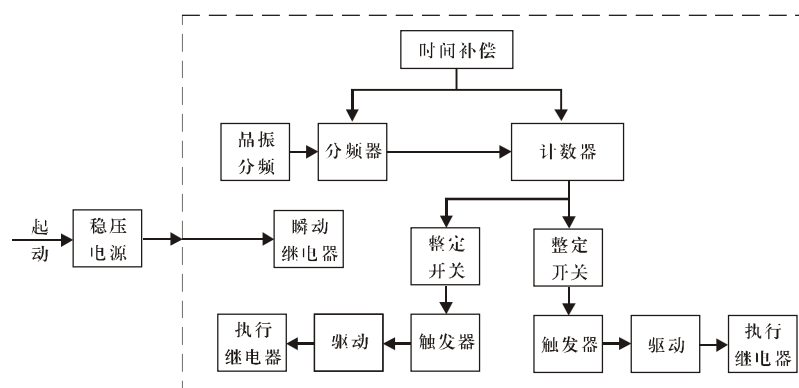 时间补偿
晶振
分频
分频器
计数器
起
动
稳压
电源
瞬动
继电器
整定
开关
整定
开关
执行
继电器
驱动
触发器
触发器
驱动
执行
继电器